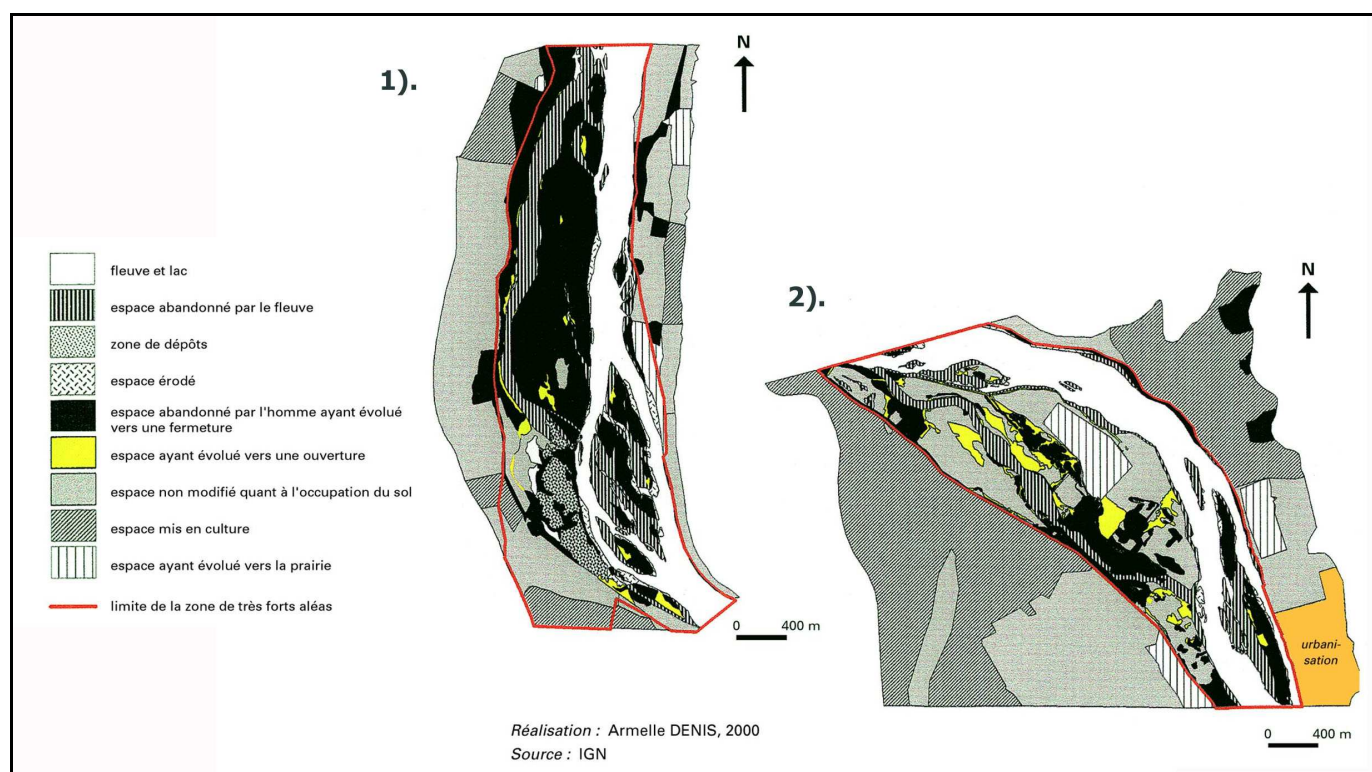 1).
N
2).
N
fleuve et lac
espace abandonné par le fleuve
zone de dépôts
espace érodé
espace abandonné par l'homme ayant évolué
vers une fermeture
espace ayant évolué vers une ouverture
espace non modifié quant à l'occupation du sol
espace mis en culture
espace ayant évolué vers la prairie
limite de la zone de très forts aléas
0 400 m
urbani-
sation
Réalisation : Armelle DENIS, 2000
Source : IGN
0 400 m